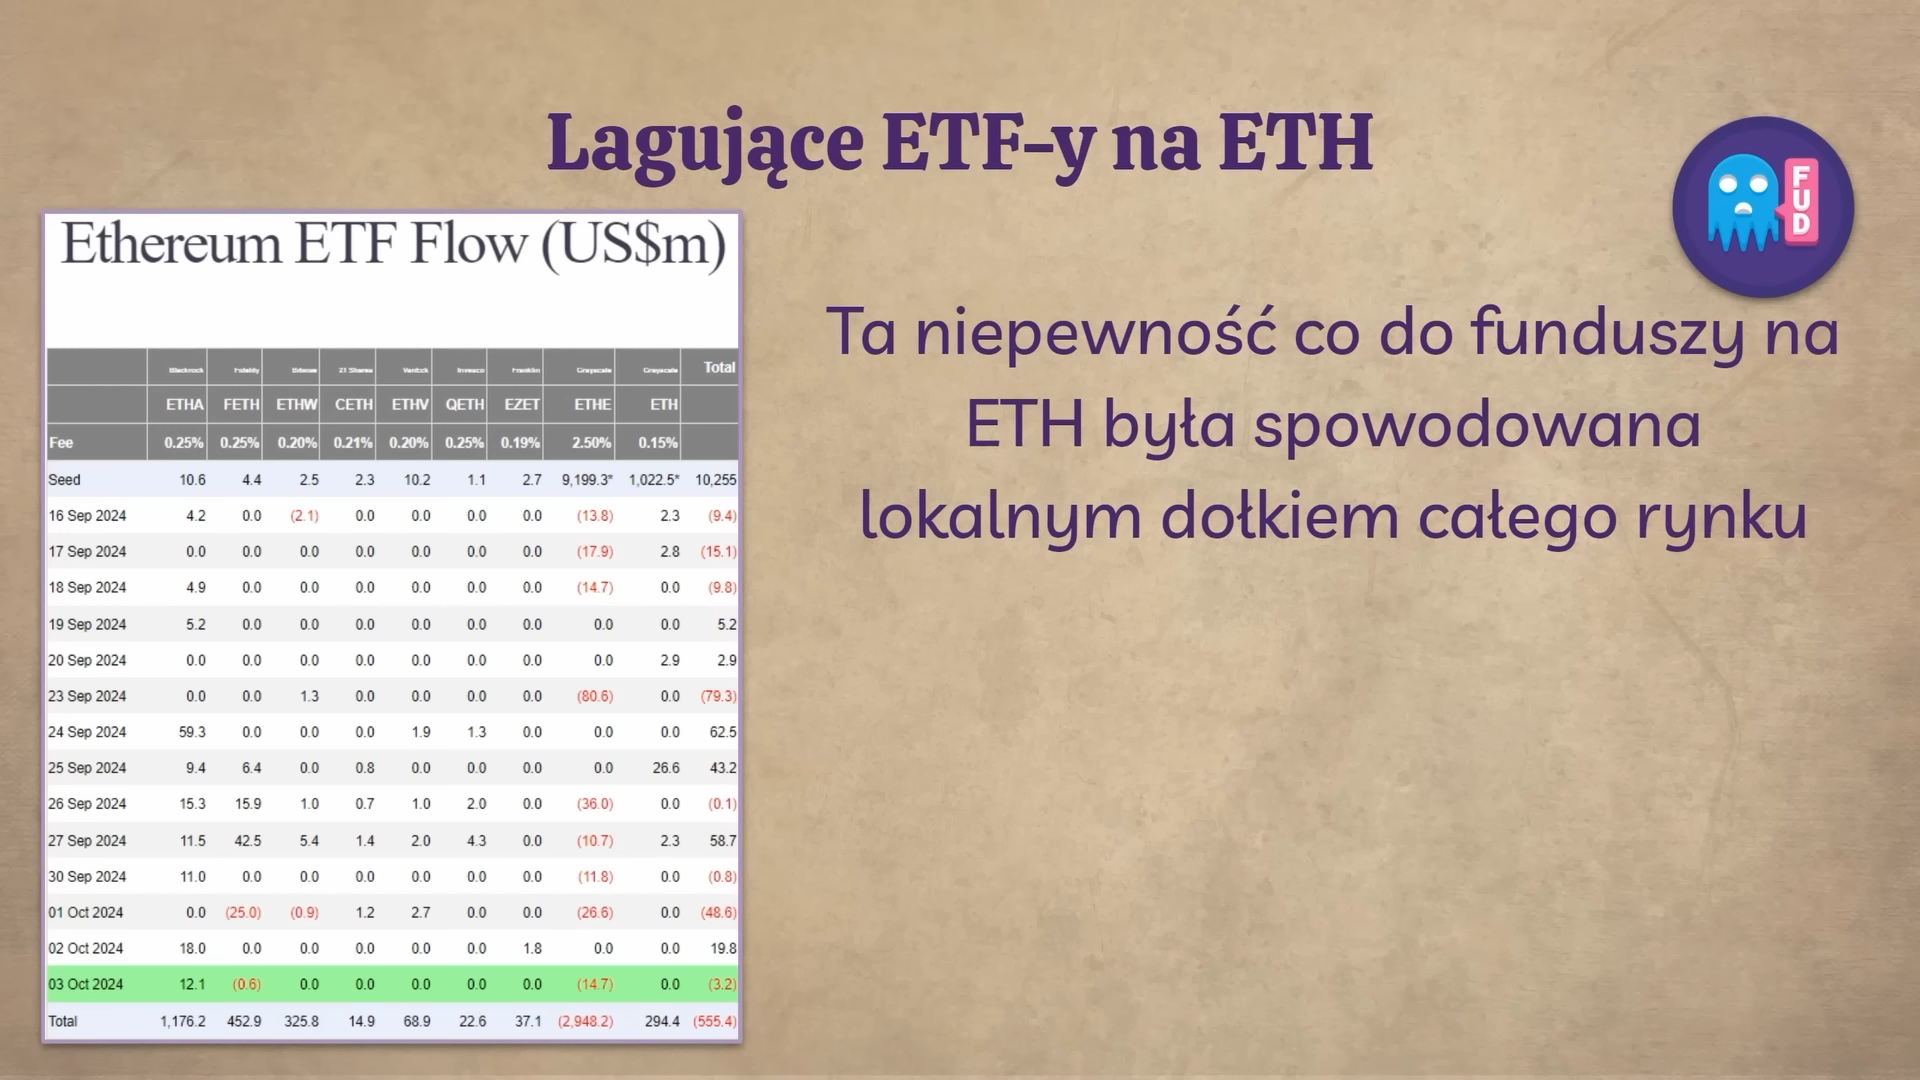 Lagujące ETF-y na ETH
FUD
Ethereum ETF Flow (US$m)
Blackrock Fidelity Bitwise 21 Shares VanEck Invesco Franklin Grayscale Grayscale Total
ETHA FETH ETHW CETH ETHV QETH EZET ETHE ETH
Fee 0.25% 0.25% 0.20% 0.21% 0.20% 0.25% 0.19% 2.50% 0.15%
Seed 10.6 4.4 2.5 2.3 10.2 1.1 2.7 9,199.3* 1,022.5* 10,255
16 Sep 2024 4.2 0.0 (2.1) 0.0 0.0 0.0 0.0 (13.8) 2.3 (9.4)
17 Sep 2024 0.0 0.0 0.0 0.0 0.0 0.0 0.0 (17.9) 2.8 (15.1)
18 Sep 2024 4.9 0.0 0.0 0.0 0.0 0.0 0.0 (14.7) 0.0 (9.8)
19 Sep 2024 5.2 0.0 0.0 0.0 0.0 0.0 0.0 0.0 0.0 5.2
20 Sep 2024 0.0 0.0 0.0 0.0 0.0 0.0 0.0 0.0 2.9 2.9
23 Sep 2024 0.0 0.0 1.3 0.0 0.0 0.0 0.0 (80.6) 0.0 (79.3)
24 Sep 2024 59.3 0.0 0.0 0.0 1.9 1.3 0.0 0.0 0.0 62.5
25 Sep 2024 9.4 6.4 0.0 0.8 0.0 0.0 0.0 0.0 26.6 43.2
26 Sep 2024 15.3 15.9 1.0 0.7 1.0 2.0 0.0 (36.0) 0.0 (0.1)
27 Sep 2024 11.5 42.5 5.4 1.4 2.0 4.3 0.0 (10.7) 2.3 58.7
30 Sep 2024 11.0 0.0 0.0 0.0 0.0 0.0 0.0 (11.8) 0.0 (0.8)
01 Oct 2024 0.0 (25.0) (0.9) 1.2 2.7 0.0 0.0 (26.6) 0.0 (48.6)
02 Oct 2024 18.0 0.0 0.0 0.0 0.0 0.0 1.8 0.0 0.0 19.8
03 Oct 2024 12.1 (0.6) 0.0 0.0 0.0 0.0 0.0 (14.7) 0.0 (3.2)
Total 1,176.2 452.9 325.8 14.9 68.9 22.6 37.1 (2,948.2) 294.4 (555.4)
Ta niepewność co do funduszy na
ETH była spowodowana
lokalnym dołkiem całego rynku